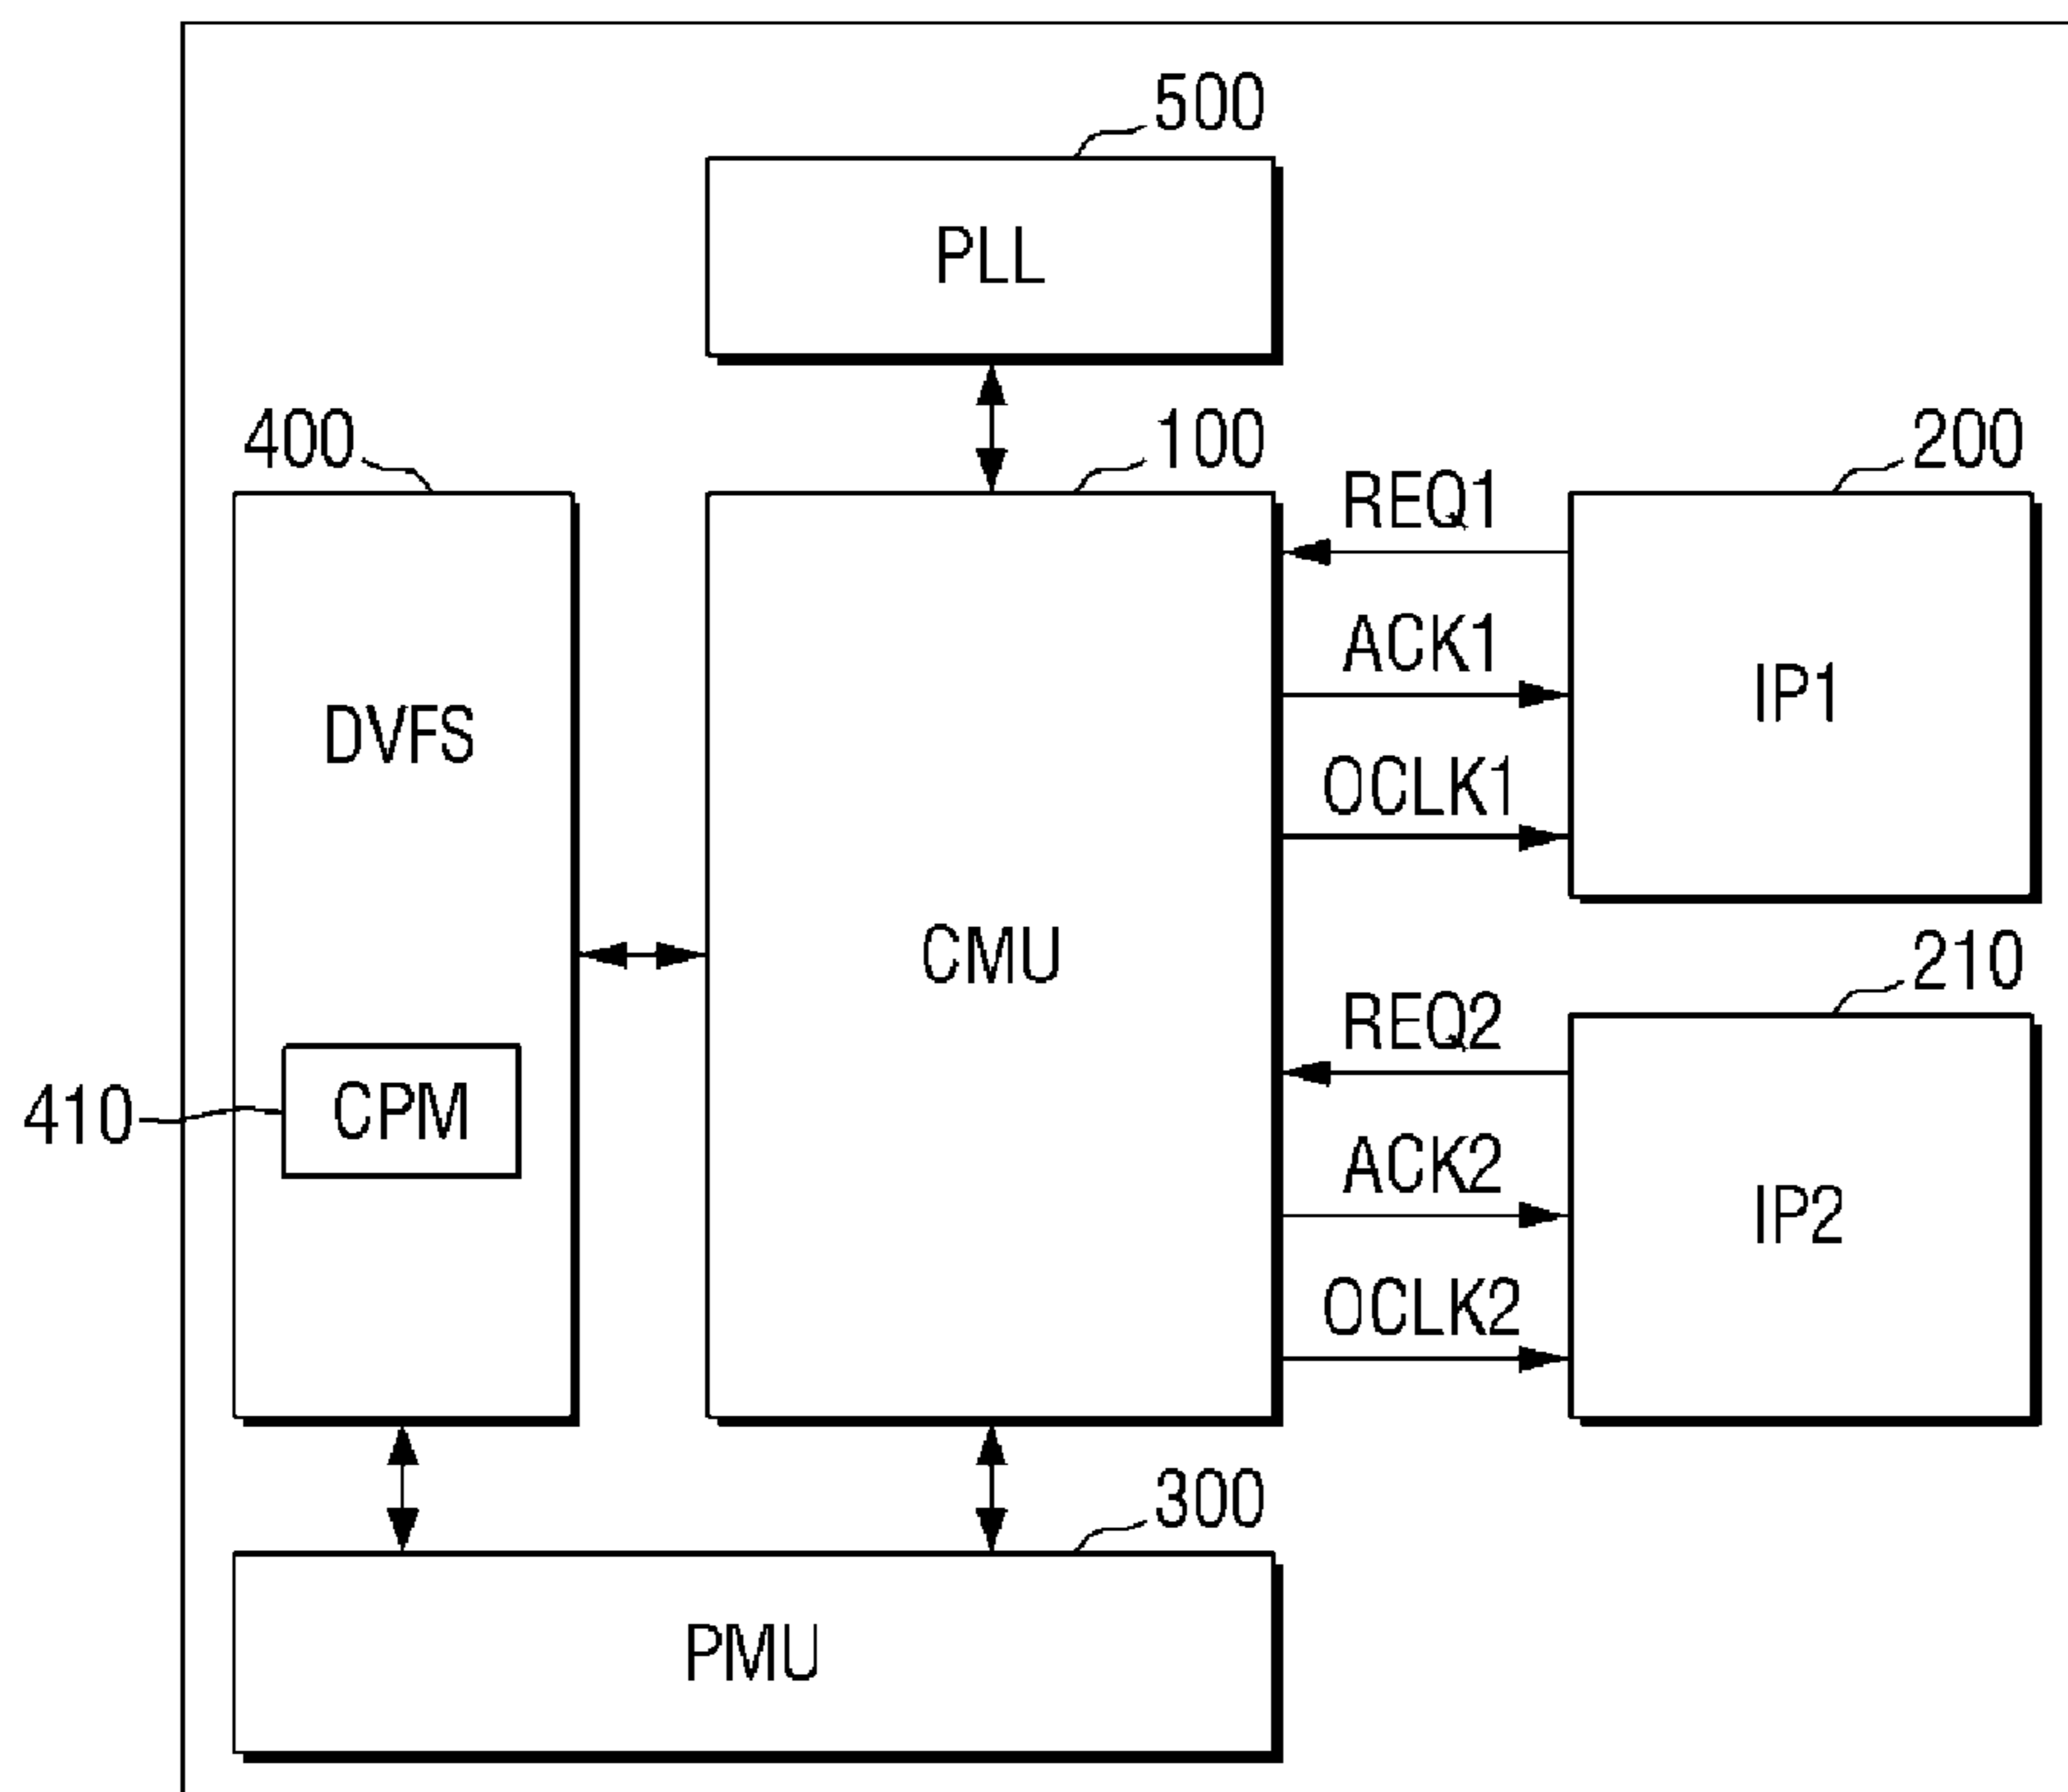 500
PLL
400
100
200
REQ1
ACK1
IP1
DVFS
OCLK1
CMU
210
REQ2
410
CPM
ACK2
IP2
OCLK2
300
PMU